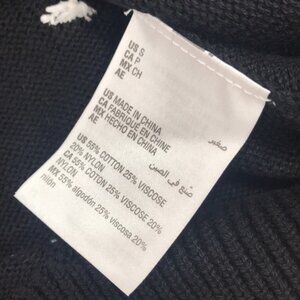 US S
CA P
MX CH
AE صغير
US MADE IN CHINA
CA FABRIQUE EN CHINE
MX HECHO EN CHINA
AE صنع في الصين
US 55% COTTON 25% VISCOSE
20% NYLON
CA 55% COTON 25% VISCOSE 20%
NYLON
MX 55% algodón 25% viscosa 20%
nilón